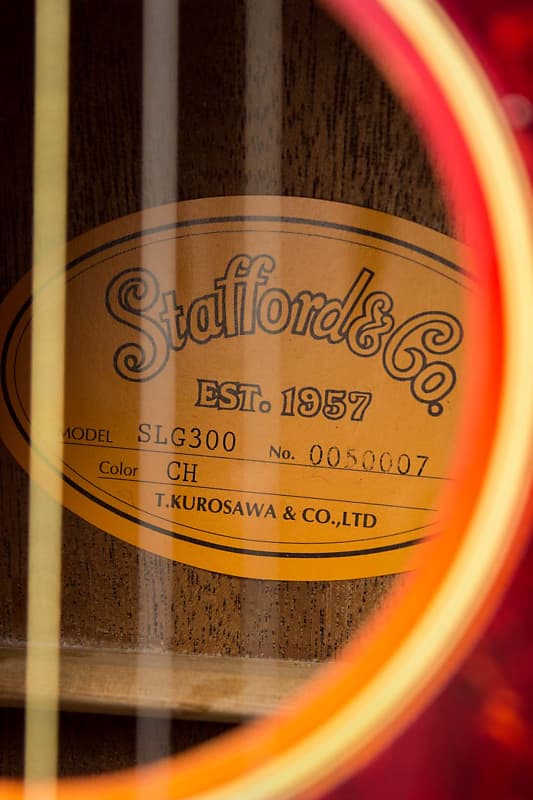 Stafford & Co.
EST. 1957
MODEL SLG300 No. 0050007
Color CH
T.KUROSAWA & CO.,LTD